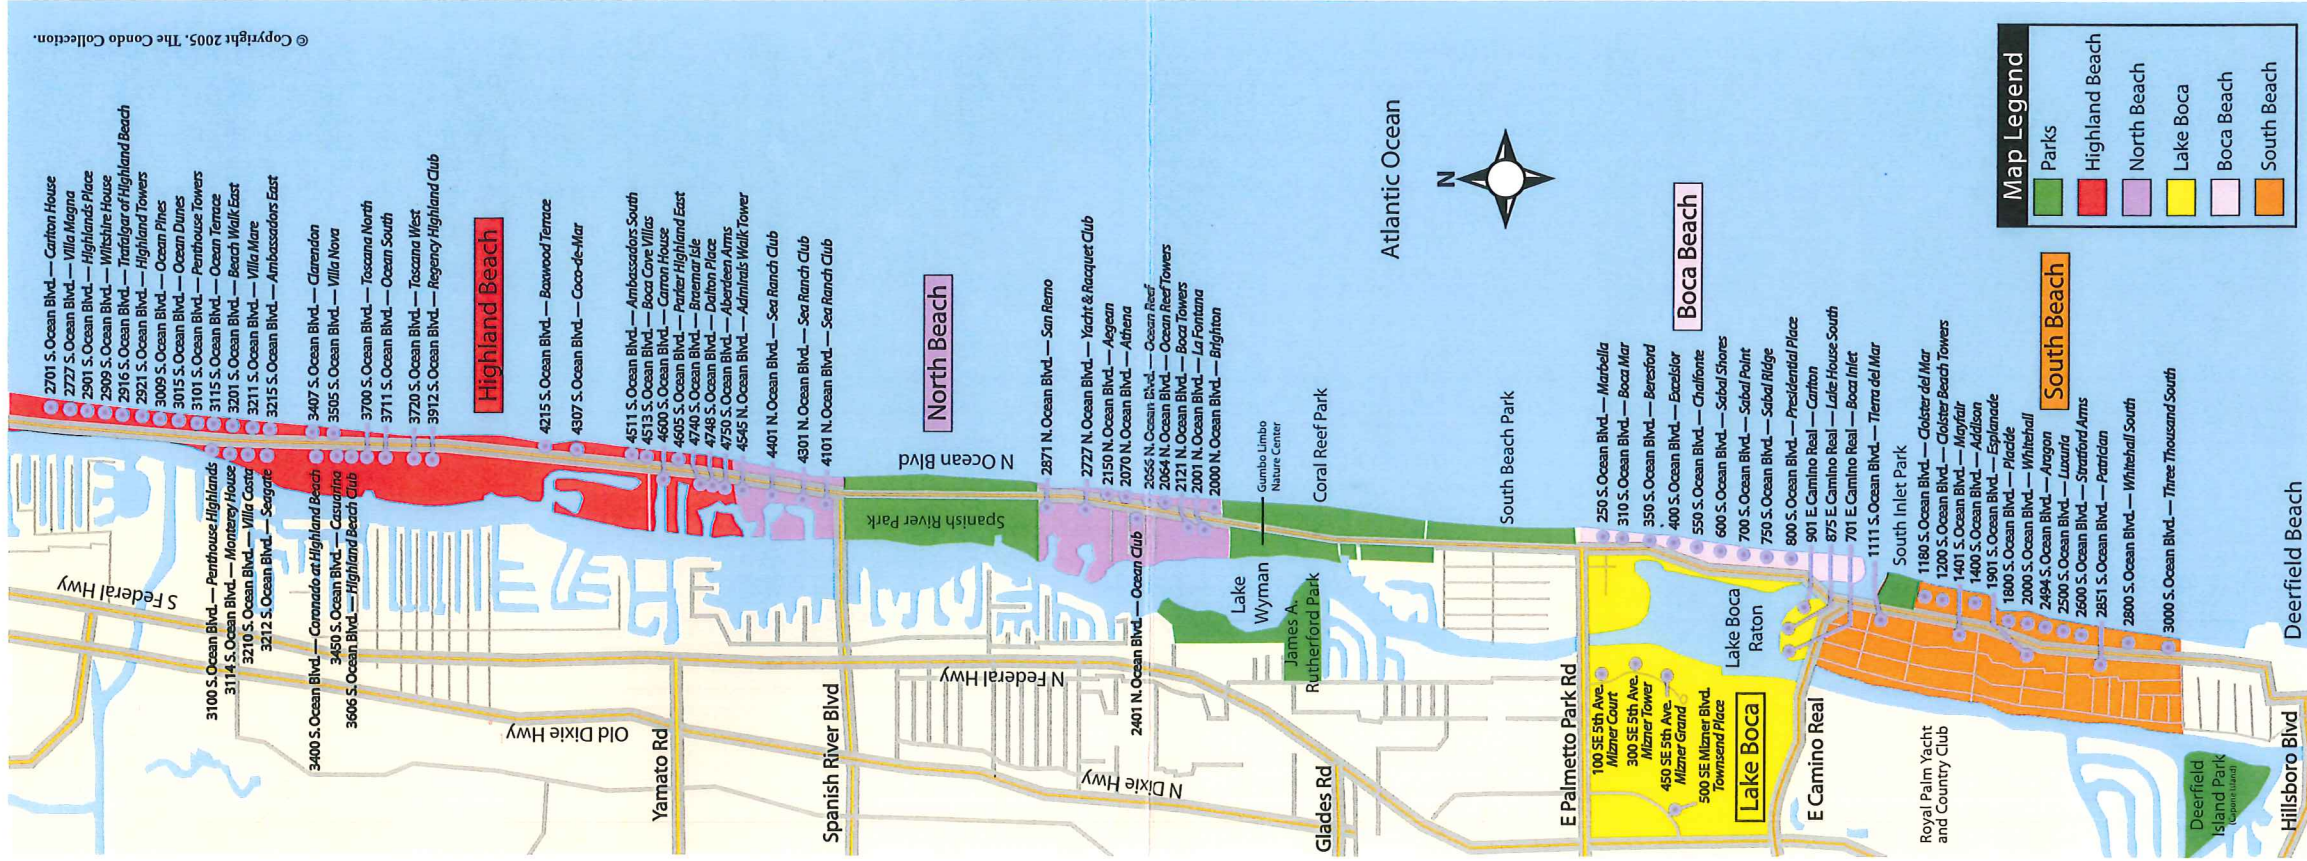 © Copyright 2005. The Condo Collection.
2701 S. Ocean Blvd. — Carlton House
2727 S. Ocean Blvd. — Villa Magna
2901 S. Ocean Blvd. — Highlands Place
2909 S. Ocean Blvd. — Wiltshire House
2916 S. Ocean Blvd. — Trafalgar of Highland Beach
2921 S. Ocean Blvd. — Highland Towers
3009 S. Ocean Blvd. — Ocean Pines
3015 S. Ocean Blvd. — Ocean Dunes
3101 S. Ocean Blvd. — Penthouse Towers
3115 S. Ocean Blvd. — Ocean Terrace
3201 S. Ocean Blvd. — Beach Walk East
3211 S. Ocean Blvd. — Villa Mare
3215 S. Ocean Blvd. — Ambassadors East
3407 S. Ocean Blvd. — Clarendon
3505 S. Ocean Blvd. — Villa Nova
3700 S. Ocean Blvd. — Toscana North
3711 S. Ocean Blvd. — Ocean South
3720 S. Ocean Blvd. — Toscana West
3912 S. Ocean Blvd. — Regency Highland Club
Highland Beach
4215 S. Ocean Blvd. — Boxwood Terrace
4307 S. Ocean Blvd. — Coco-de-Mar
4511 S. Ocean Blvd. — Ambassadors South
4513 S. Ocean Blvd. — Boca Cove Villas
4600 S. Ocean Blvd. — Carron House
4605 S. Ocean Blvd. — Parker Highland East
4740 S. Ocean Blvd. — Braemar Isle
4748 S. Ocean Blvd. — Dalton Place
4750 S. Ocean Blvd. — Aberdeen Arms
4545 N. Ocean Blvd. — Admirals Walk Tower
4401 N. Ocean Blvd. — Sea Ranch Club
4301 N. Ocean Blvd. — Sea Ranch Club
4101 N. Ocean Blvd. — Sea Ranch Club
North Beach
N Ocean Blvd
Spanish River Park
2871 N. Ocean Blvd. — San Remo
2727 N. Ocean Blvd. — Yacht & Racquet Club
2150 N. Ocean Blvd. — Aegean
2070 N. Ocean Blvd. — Athena
2066 N. Ocean Blvd. — Ocean Reef
2064 N. Ocean Blvd. — Ocean Reef Towers
2121 N. Ocean Blvd. — Boca Towers
2001 N. Ocean Blvd. — La Fontana
2000 N. Ocean Blvd. — Brighton
Gumbo Limbo
Nature Center
Coral Reef Park
Atlantic Ocean
N
South Beach Park
Boca Beach
250 S. Ocean Blvd. — Marbella
310 S. Ocean Blvd. — Boca Mar
350 S. Ocean Blvd. — Beresford
400 S. Ocean Blvd. — Excelsior
550 S. Ocean Blvd. — Chalfonte
600 S. Ocean Blvd. — Sabal Shores
700 S. Ocean Blvd. — Sabal Point
750 S. Ocean Blvd. — Sabal Ridge
800 S. Ocean Blvd. — Presidential Place
901 E. Camino Real — Carlton
875 E. Camino Real — Lake House South
701 E. Camino Real — Boca Inlet
1111 S. Ocean Blvd. — Tierra del Mar
South Inlet Park
South Beach
1180 S. Ocean Blvd. — Cloister del Mar
1200 S. Ocean Blvd. — Cloister Beach Towers
1401 S. Ocean Blvd. — Mayfair
1400 S. Ocean Blvd. — Addison
1901 S. Ocean Blvd. — Esplanade
1800 S. Ocean Blvd. — Placide
2000 S. Ocean Blvd. — Whitehall
2494 S. Ocean Blvd. — Aragon
2500 S. Ocean Blvd. — Luxuria
2600 S. Ocean Blvd. — Stratford Arms
2851 S. Ocean Blvd. — Patrician
2800 S. Ocean Blvd. — Whitehall South
3000 S. Ocean Blvd. — Three Thousand South
Deerfield Beach
Map Legend
Parks
Highland Beach
North Beach
Lake Boca
Boca Beach
South Beach
S Federal Hwy
3100 S. Ocean Blvd. — Penthouse Highlands
3114 S. Ocean Blvd. — Monterey House
3210 S. Ocean Blvd. — Villa Costa
3212 S. Ocean Blvd. — Seagate
3400 S. Ocean Blvd. — Coronado at Highland Beach
3450 S. Ocean Blvd. — Casuarina
3606 S. Ocean Blvd. — Highland Beach Club
Old Dixie Hwy
Yamato Rd
Spanish River Blvd
N Federal Hwy
N Dixie Hwy
2401 N. Ocean Blvd. — Ocean Club
Lake
Wyman
James A.
Rutherford Park
Glades Rd
E Palmetto Park Rd
100 SE 5th Ave.
Mizner Court
300 SE 5th Ave.
Mizner Tower
450 SE 5th Ave.
Mizner Grand
500 SE Mizner Blvd.
Townsend Place
Lake Boca
Lake Boca
Raton
E Camino Real
Royal Palm Yacht
and Country Club
Deerfield
Island Park
(Capone Island)
Hillsboro Blvd